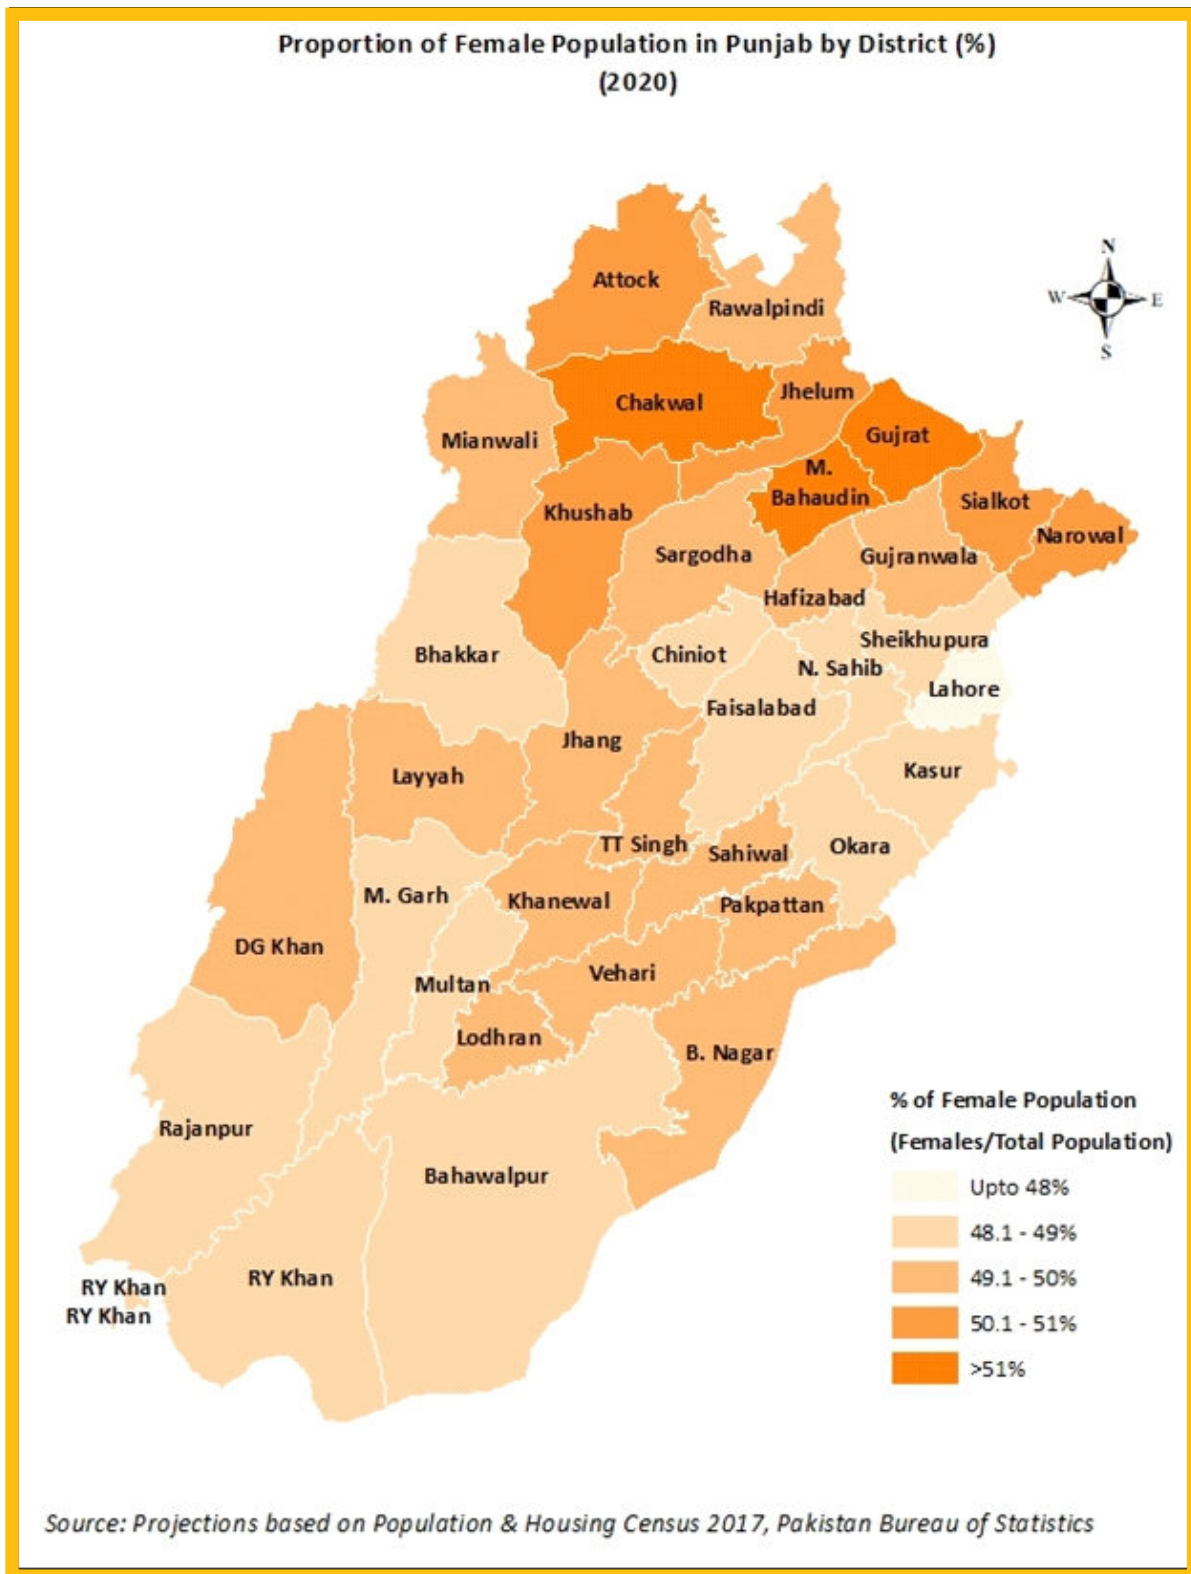 Proportion of Female Population in Punjab by District (%)
(2020)
N
W
E
S
Attock
Rawalpindi
Chakwal
Jhelum
Mianwali
Gujrat
M.
Bahaudin
Khushab
Sialkot
Narowal
Sargodha
Gujranwala
Hafizabad
Bhakkar
Chiniot
Sheikhupura
N. Sahib
Lahore
Faisalabad
Jhang
Layyah
Kasur
TT Singh
Sahiwal
Okara
M. Garh
Khanewal
Pakpattan
DG Khan
Multan
Vehari
Lodhran
B. Nagar
Rajanpur
Bahawalpur
RY Khan
RY Khan
RY Khan
% of Female Population
(Females/Total Population)
Upto 48%
48.1 - 49%
49.1 - 50%
50.1 - 51%
>51%
Source: Projections based on Population & Housing Census 2017, Pakistan Bureau of Statistics